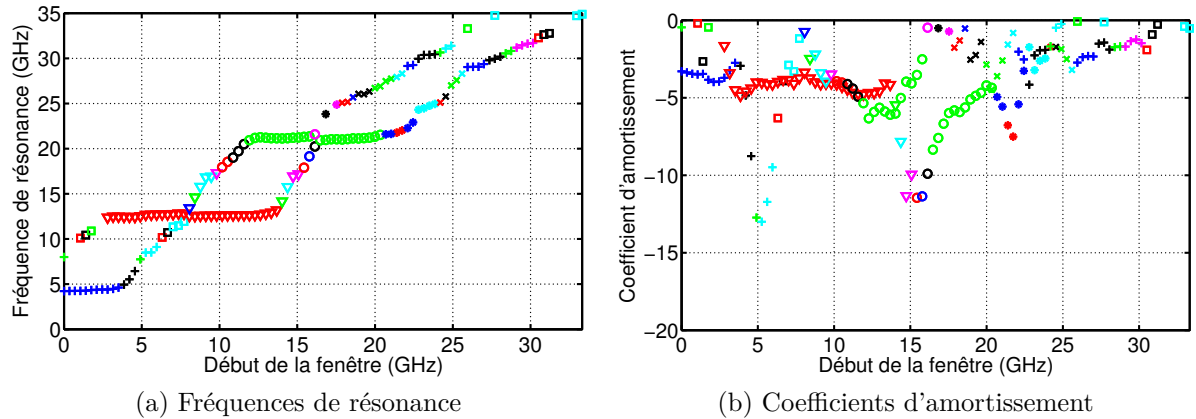 Fréquence de résonance (GHz)
35
30
25
20
15
10
5
0
0 5 10 15 20 25 30
Début de la fenêtre (GHz)
(a) Fréquences de résonance
Coefficient d'amortissement
0
−5
−10
−15
−20
0 5 10 15 20 25 30
Début de la fenêtre (GHz)
(b) Coefficients d'amortissement